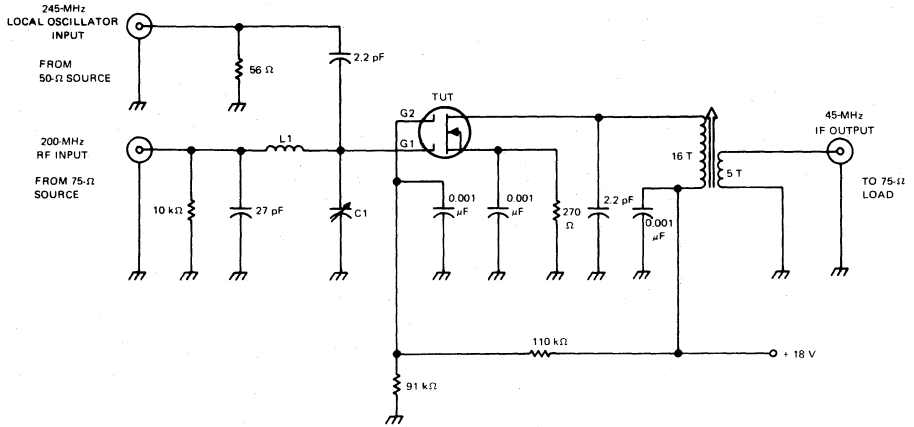 245-MHz
LOCAL OSCILLATOR
INPUT
FROM
50-Ω SOURCE
56 Ω
2.2 pF
TUT
G2
G1
200-MHz
RF INPUT
FROM 75-Ω
SOURCE
L1
10 kΩ
27 pF
C1
0.001
μF
0.001
μF
270
Ω
2.2 pF
0.001
μF
16 T
5 T
45-MHz
IF OUTPUT
TO 75-Ω
LOAD
110 kΩ
+ 18 V
91 kΩ